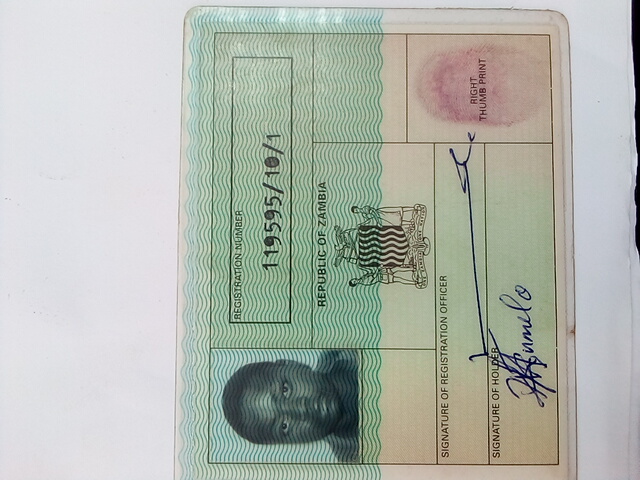 REGISTRATION NUMBER
119595/10/1
REPUBLIC OF ZAMBIA
ONE ZAMBIA ONE NATION
SIGNATURE OF REGISTRATION OFFICER
SIGNATURE OF HOLDER
RIGHT
THUMB PRINT